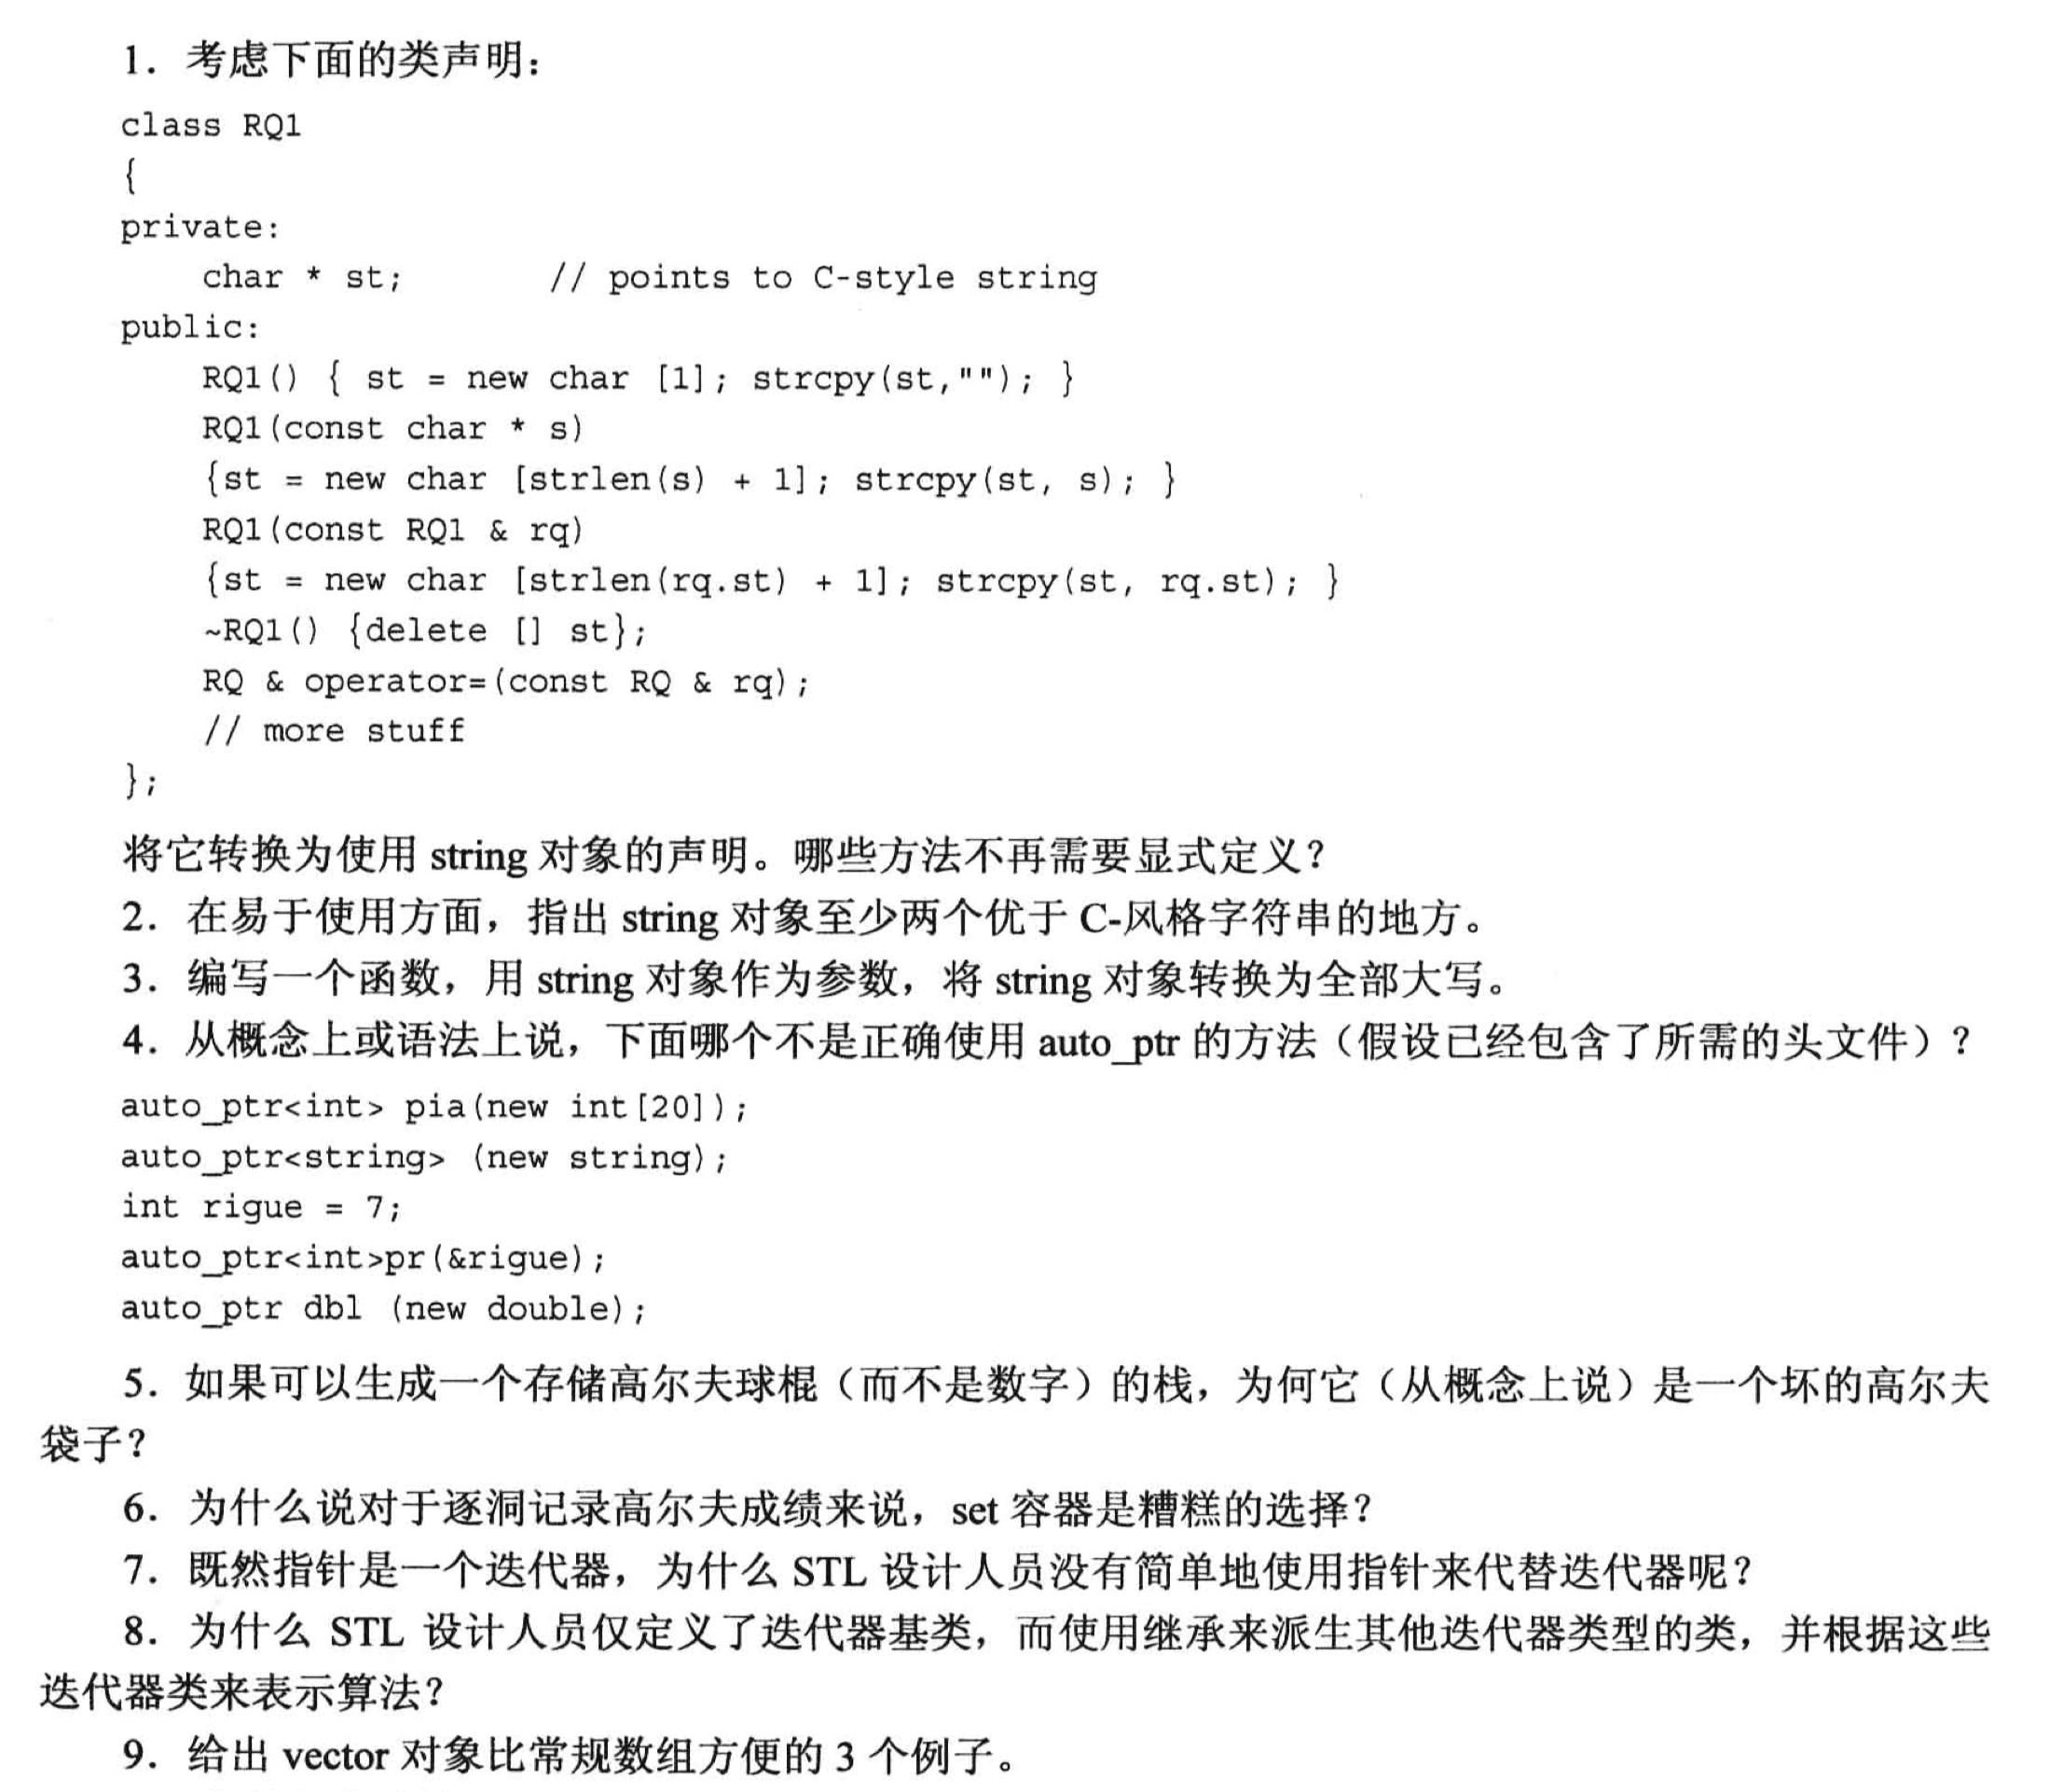 1. 考虑下面的类声明：
class RQ1
{
private:
    char * st;       // points to C-style string
public:
    RQ1() { st = new char [1]; strcpy(st,""); }
    RQ1(const char * s)
    {st = new char [strlen(s) + 1]; strcpy(st, s); }
    RQ1(const RQ1 & rq)
    {st = new char [strlen(rq.st) + 1]; strcpy(st, rq.st); }
    ~RQ1() {delete [] st};
    RQ & operator=(const RQ & rq);
    // more stuff
};
将它转换为使用 string 对象的声明。哪些方法不再需要显式定义？
2. 在易于使用方面，指出 string 对象至少两个优于 C-风格字符串的地方。
3. 编写一个函数，用 string 对象作为参数，将 string 对象转换为全部大写。
4. 从概念上或语法上说，下面哪个不是正确使用 auto_ptr 的方法（假设已经包含了所需的头文件）？
auto_ptr<int> pia(new int[20]);
auto_ptr<string> (new string);
int rigue = 7;
auto_ptr<int>pr(&rigue);
auto_ptr dbl (new double);
5. 如果可以生成一个存储高尔夫球棍（而不是数字）的栈，为何它（从概念上说）是一个坏的高尔夫
袋子？
6. 为什么说对于逐洞记录高尔夫成绩来说，set 容器是糟糕的选择？
7. 既然指针是一个迭代器，为什么 STL 设计人员没有简单地使用指针来代替迭代器呢？
8. 为什么 STL 设计人员仅定义了迭代器基类，而使用继承来派生其他迭代器类型的类，并根据这些
迭代器类来表示算法？
9. 给出 vector 对象比常规数组方便的 3 个例子。